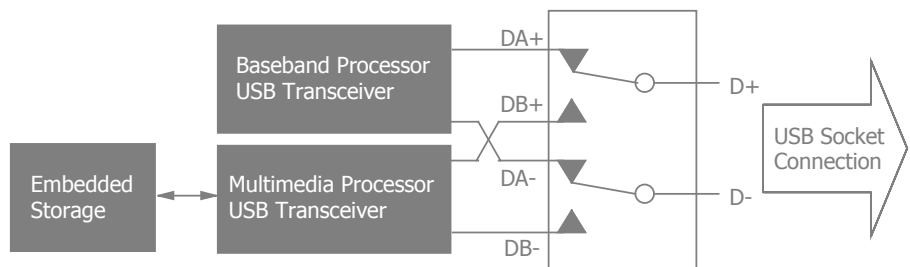 Baseband Processor
USB Transceiver
Embedded
Storage
Multimedia Processor
USB Transceiver
DA+
DB+
DA-
DB-
D+
D-
USB Socket
Connection